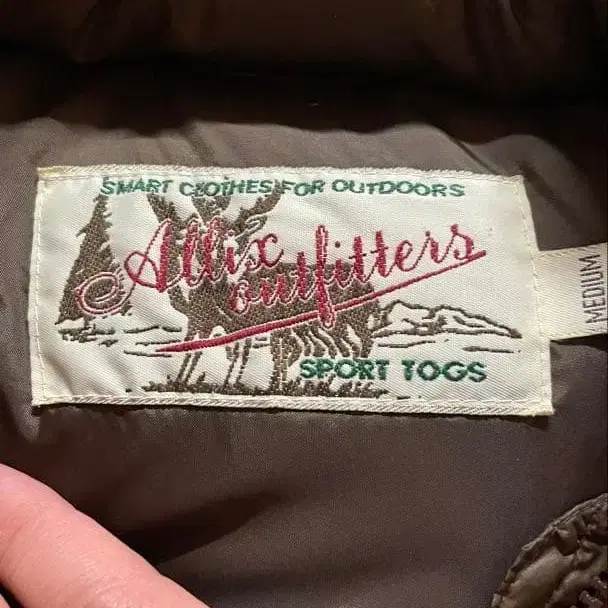 SMART CLOTHES FOR OUTDOORS
Allix
outfitters
SPORT TOGS
MEDIUM